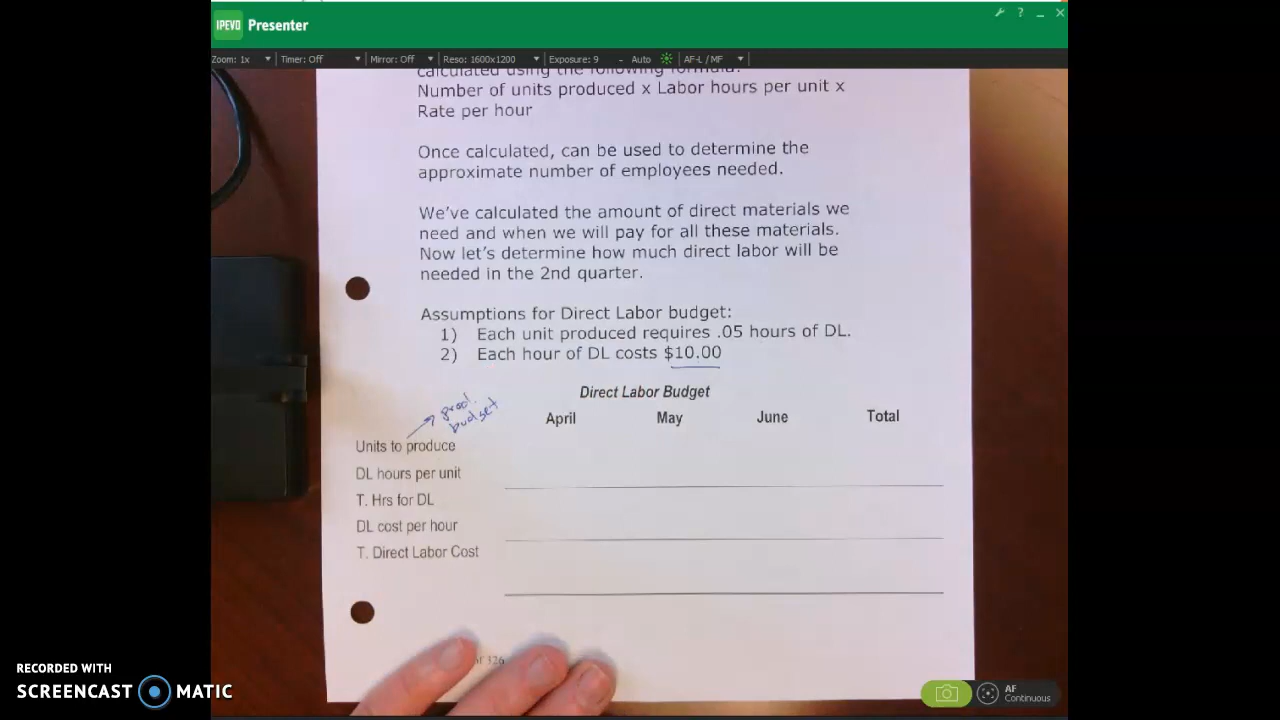 IPEVO Presenter
Zoom: 1x Timer: Off Mirror: Off Reso: 1600x1200 Exposure: 9 - Auto AF-L / MF
calculated using the following formula:
Number of units produced x Labor hours per unit x
Rate per hour
Once calculated, can be used to determine the
approximate number of employees needed.
We've calculated the amount of direct materials we
need and when we will pay for all these materials.
Now let's determine how much direct labor will be
needed in the 2nd quarter.
Assumptions for Direct Labor budget:
1) Each unit produced requires .05 hours of DL.
2) Each hour of DL costs $10.00
Direct Labor Budget
prod.
budget
April May June Total
Units to produce
DL hours per unit
T. Hrs for DL
DL cost per hour
T. Direct Labor Cost
326
RECORDED WITH
SCREENCAST MATIC
AF
Continuous